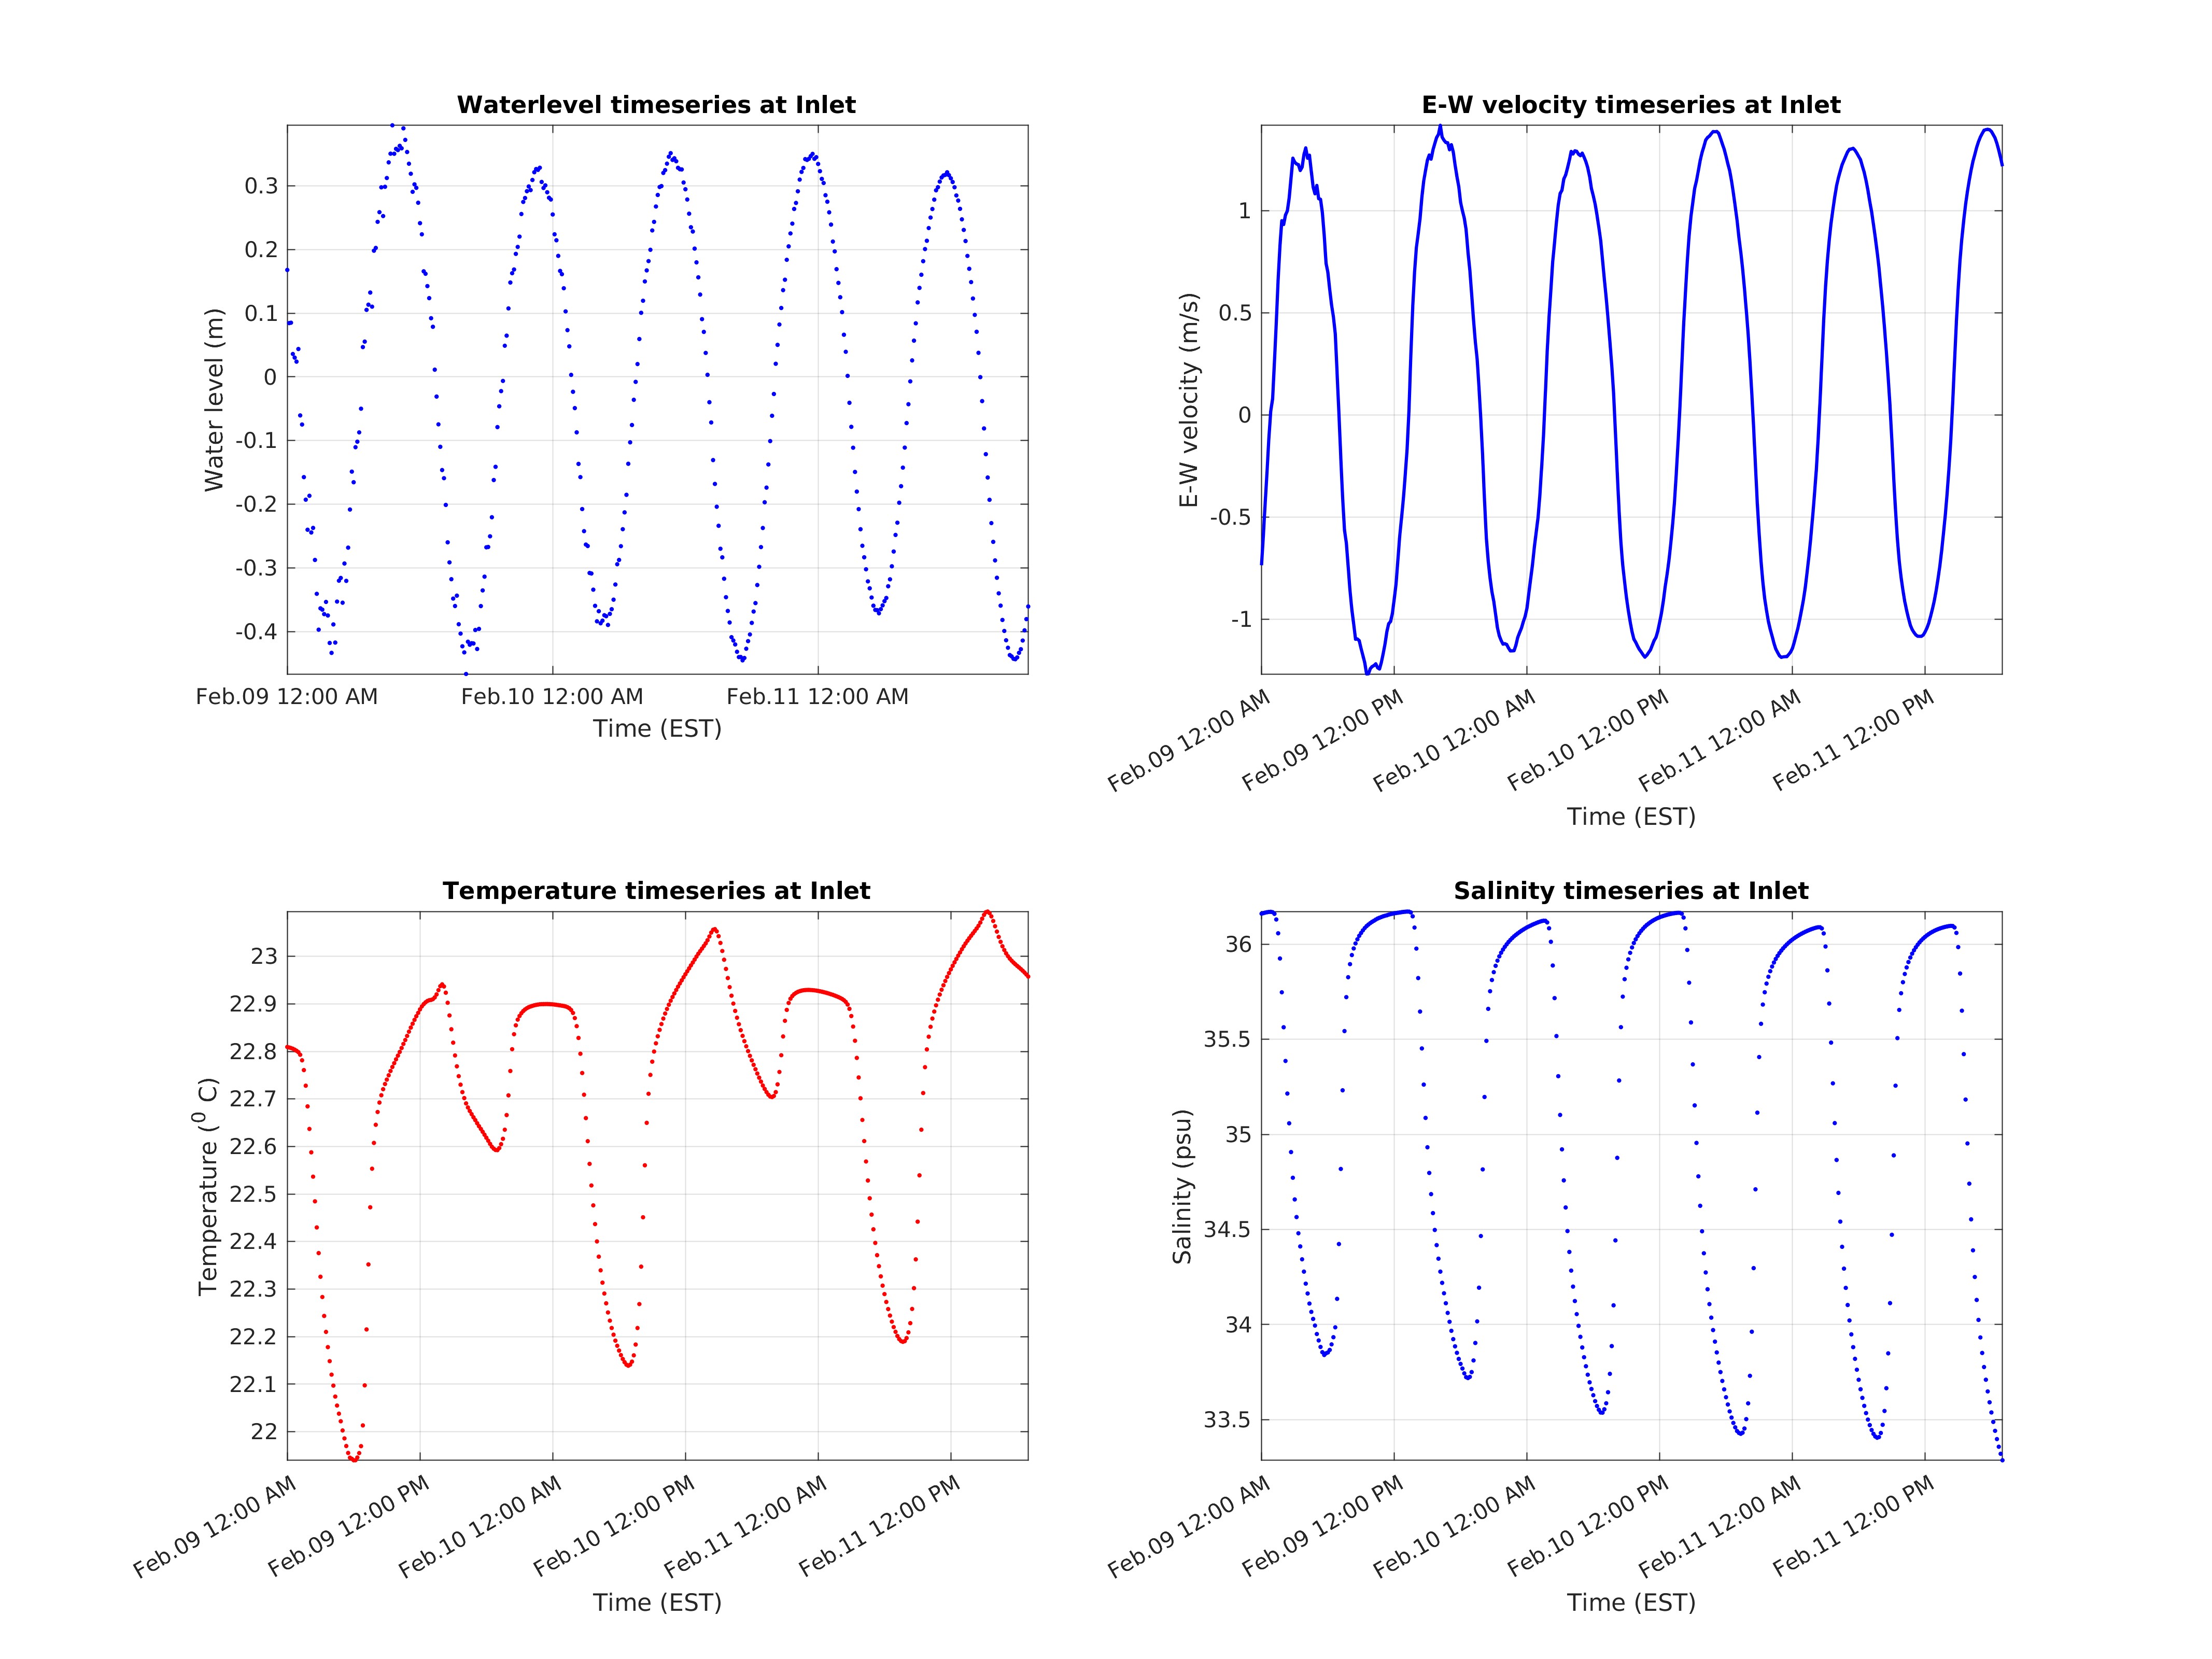 Waterlevel timeseries at Inlet
0.3
0.2
0.1
0
-0.1
-0.2
-0.3
-0.4
Water level (m)
Feb.09 12:00 AM
Feb.10 12:00 AM
Feb.11 12:00 AM
Time (EST)
E-W velocity timeseries at Inlet
1
0.5
0
-0.5
-1
E-W velocity (m/s)
Feb.09 12:00 AM
Feb.09 12:00 PM
Feb.10 12:00 AM
Feb.10 12:00 PM
Feb.11 12:00 AM
Feb.11 12:00 PM
Time (EST)
Temperature timeseries at Inlet
23
22.9
22.8
22.7
22.6
22.5
22.4
22.3
22.2
22.1
22
Temperature (⁰ C)
Feb.09 12:00 AM
Feb.09 12:00 PM
Feb.10 12:00 AM
Feb.10 12:00 PM
Feb.11 12:00 AM
Feb.11 12:00 PM
Time (EST)
Salinity timeseries at Inlet
36
35.5
35
34.5
34
33.5
Salinity (psu)
Feb.09 12:00 AM
Feb.09 12:00 PM
Feb.10 12:00 AM
Feb.10 12:00 PM
Feb.11 12:00 AM
Feb.11 12:00 PM
Time (EST)